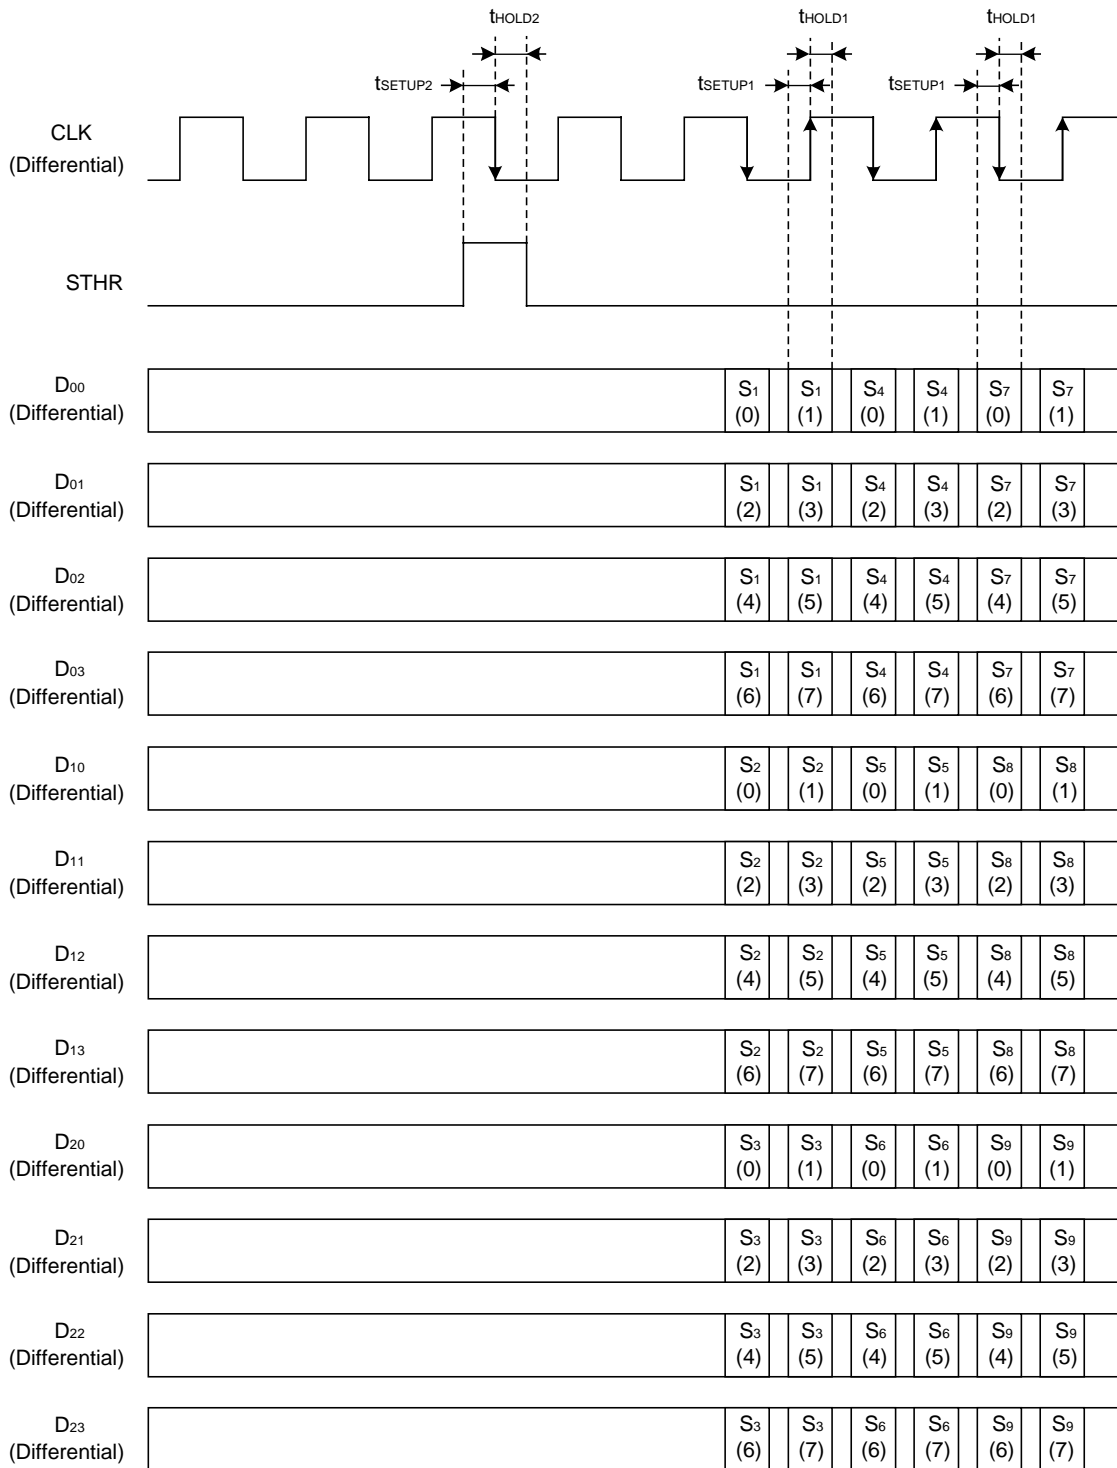 tHOLD2 tHOLD1 tHOLD1
tSETUP2 tSETUP1 tSETUP1
CLK
(Differential)
STHR
D00
(Differential)
S1 S1 S4 S4 S7 S7
(0) (1) (0) (1) (0) (1)
D01
(Differential)
S1 S1 S4 S4 S7 S7
(2) (3) (2) (3) (2) (3)
D02
(Differential)
S1 S1 S4 S4 S7 S7
(4) (5) (4) (5) (4) (5)
D03
(Differential)
S1 S1 S4 S4 S7 S7
(6) (7) (6) (7) (6) (7)
D10
(Differential)
S2 S2 S5 S5 S8 S8
(0) (1) (0) (1) (0) (1)
D11
(Differential)
S2 S2 S5 S5 S8 S8
(2) (3) (2) (3) (2) (3)
D12
(Differential)
S2 S2 S5 S5 S8 S8
(4) (5) (4) (5) (4) (5)
D13
(Differential)
S2 S2 S5 S5 S8 S8
(6) (7) (6) (7) (6) (7)
D20
(Differential)
S3 S3 S6 S6 S9 S9
(0) (1) (0) (1) (0) (1)
D21
(Differential)
S3 S3 S6 S6 S9 S9
(2) (3) (2) (3) (2) (3)
D22
(Differential)
S3 S3 S6 S6 S9 S9
(4) (5) (4) (5) (4) (5)
D23
(Differential)
S3 S3 S6 S6 S9 S9
(6) (7) (6) (7) (6) (7)